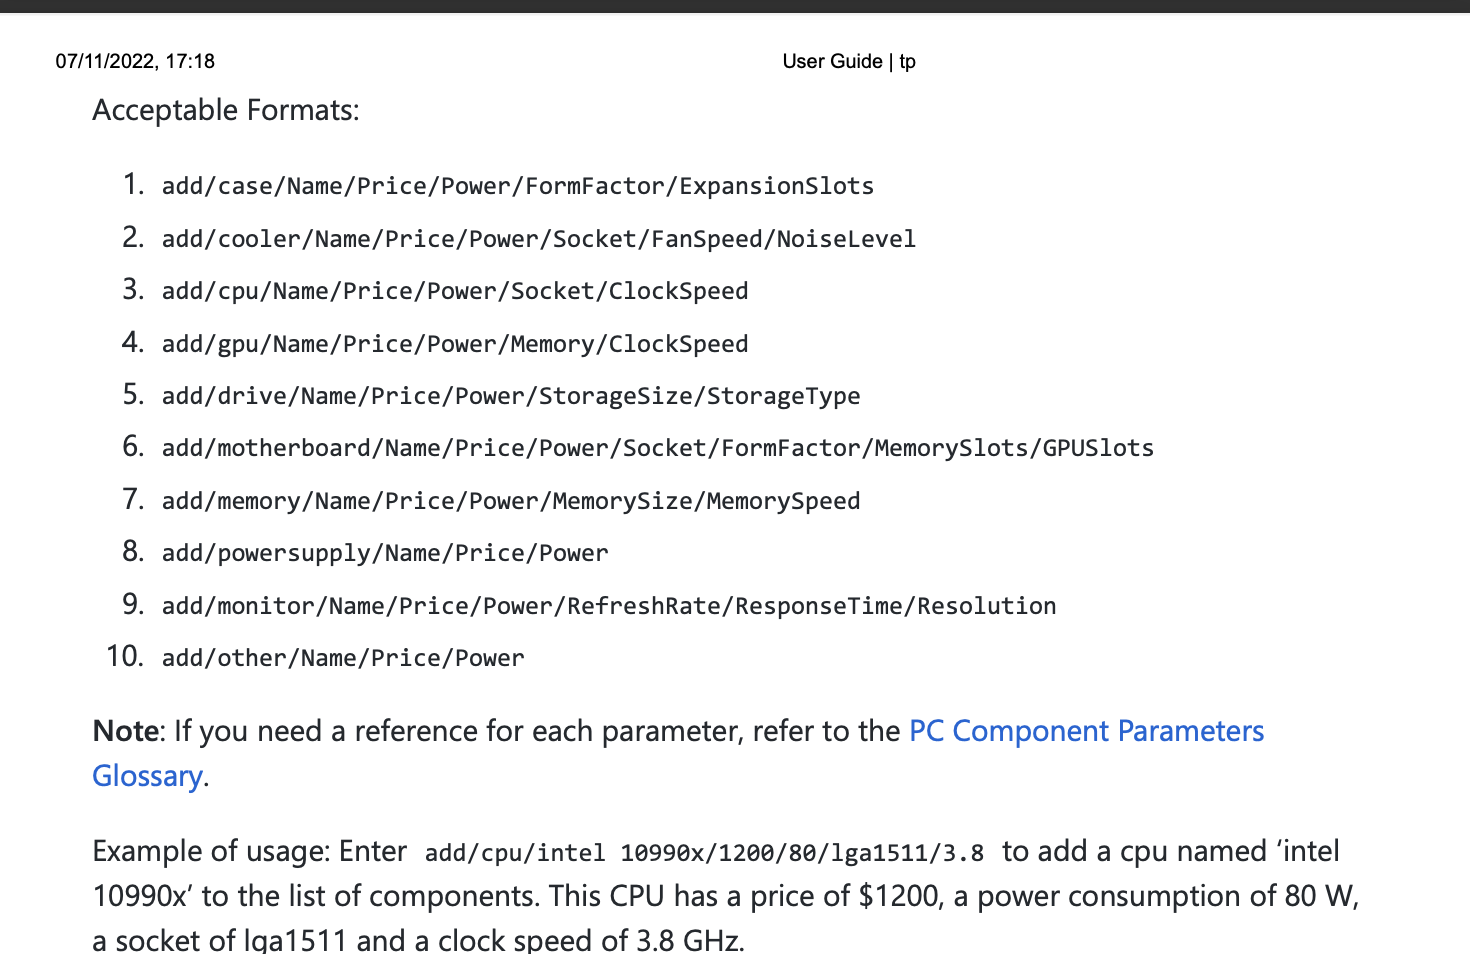 07/11/2022, 17:18
User Guide | tp
Acceptable Formats:
1. add/case/Name/Price/Power/FormFactor/ExpansionSlots
2. add/cooler/Name/Price/Power/Socket/FanSpeed/NoiseLevel
3. add/cpu/Name/Price/Power/Socket/ClockSpeed
4. add/gpu/Name/Price/Power/Memory/ClockSpeed
5. add/drive/Name/Price/Power/StorageSize/StorageType
6. add/motherboard/Name/Price/Power/Socket/FormFactor/MemorySlots/GPUSlots
7. add/memory/Name/Price/Power/MemorySize/MemorySpeed
8. add/powersupply/Name/Price/Power
9. add/monitor/Name/Price/Power/RefreshRate/ResponseTime/Resolution
10. add/other/Name/Price/Power
Note: If you need a reference for each parameter, refer to the PC Component Parameters
Glossary.
Example of usage: Enter add/cpu/intel 10990x/1200/80/lga1511/3.8 to add a cpu named ‘intel
10990x’ to the list of components. This CPU has a price of $1200, a power consumption of 80 W,
a socket of lga1511 and a clock speed of 3.8 GHz.